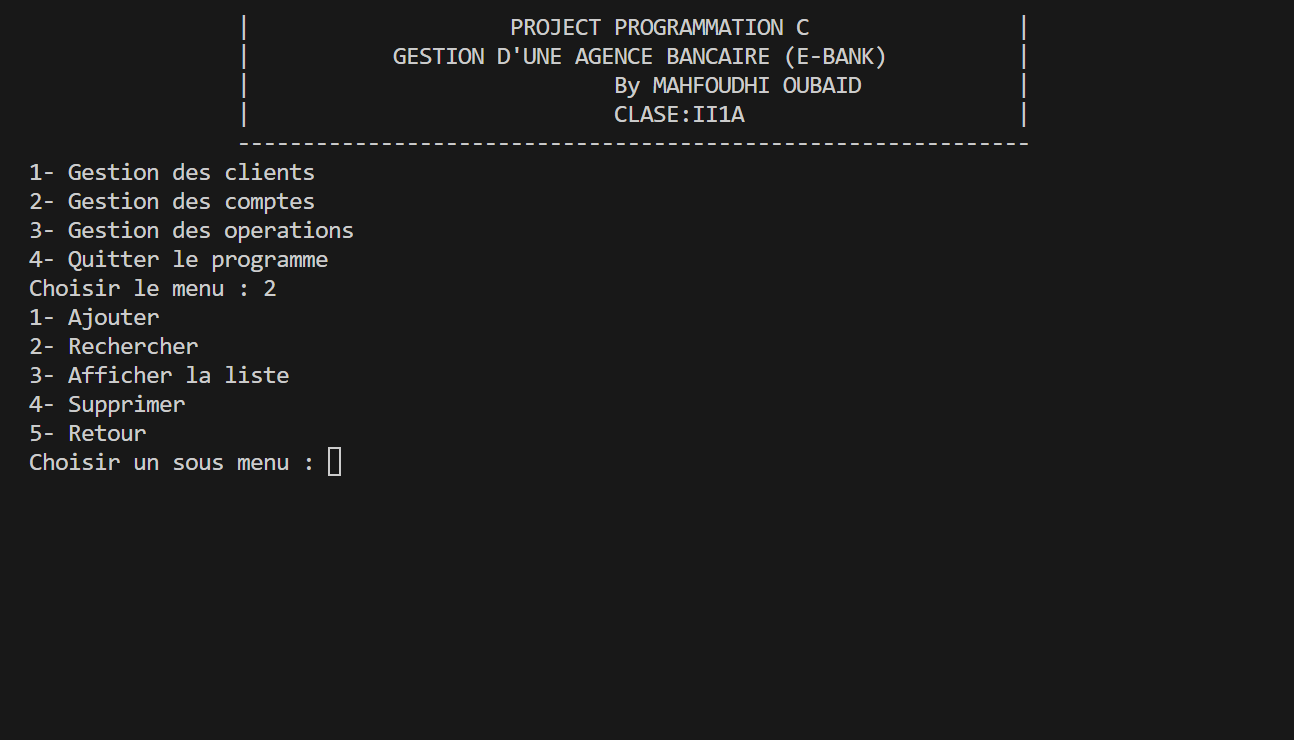 | PROJECT PROGRAMMATION C |
| GESTION D'UNE AGENCE BANCAIRE (E-BANK) |
| By MAHFOUDHI OUBAID |
| CLASE:II1A |
-------------------------------------------------------------
1- Gestion des clients
2- Gestion des comptes
3- Gestion des operations
4- Quitter le programme
Choisir le menu : 2
1- Ajouter
2- Rechercher
3- Afficher la liste
4- Supprimer
5- Retour
Choisir un sous menu :